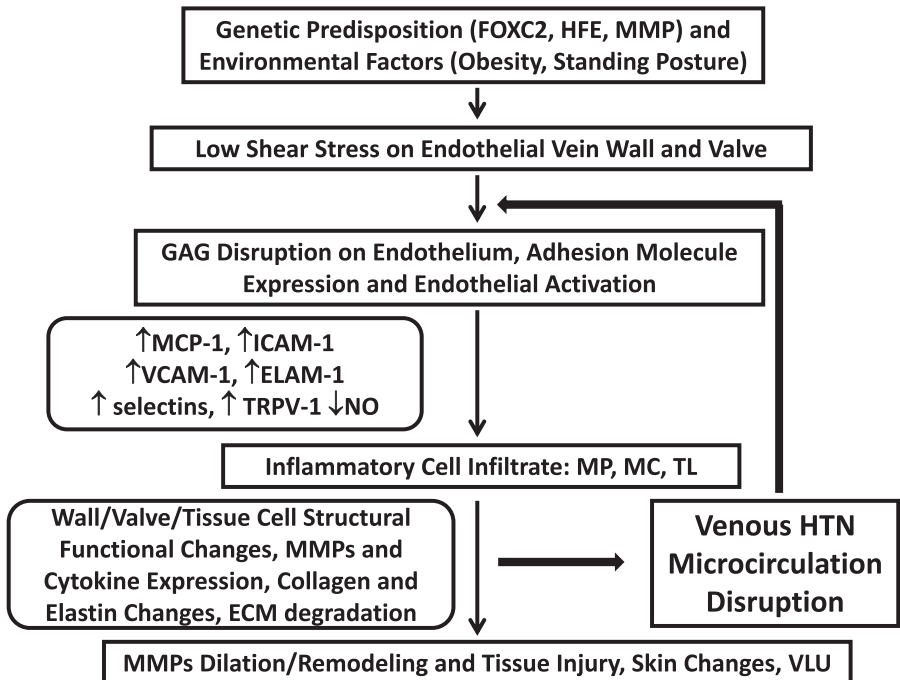 Genetic Predisposition (FOXC2, HFE, MMP) and
Environmental Factors (Obesity, Standing Posture)
Low Shear Stress on Endothelial Vein Wall and Valve
GAG Disruption on Endothelium, Adhesion Molecule
Expression and Endothelial Activation
↑MCP-1, ↑ICAM-1
↑VCAM-1, ↑ELAM-1
↑ selectins, ↑ TRPV-1 ↓NO
Inflammatory Cell Infiltrate: MP, MC, TL
Wall/Valve/Tissue Cell Structural
Functional Changes, MMPs and
Cytokine Expression, Collagen and
Elastin Changes, ECM degradation
Venous HTN
Microcirculation
Disruption
MMPs Dilation/Remodeling and Tissue Injury, Skin Changes, VLU